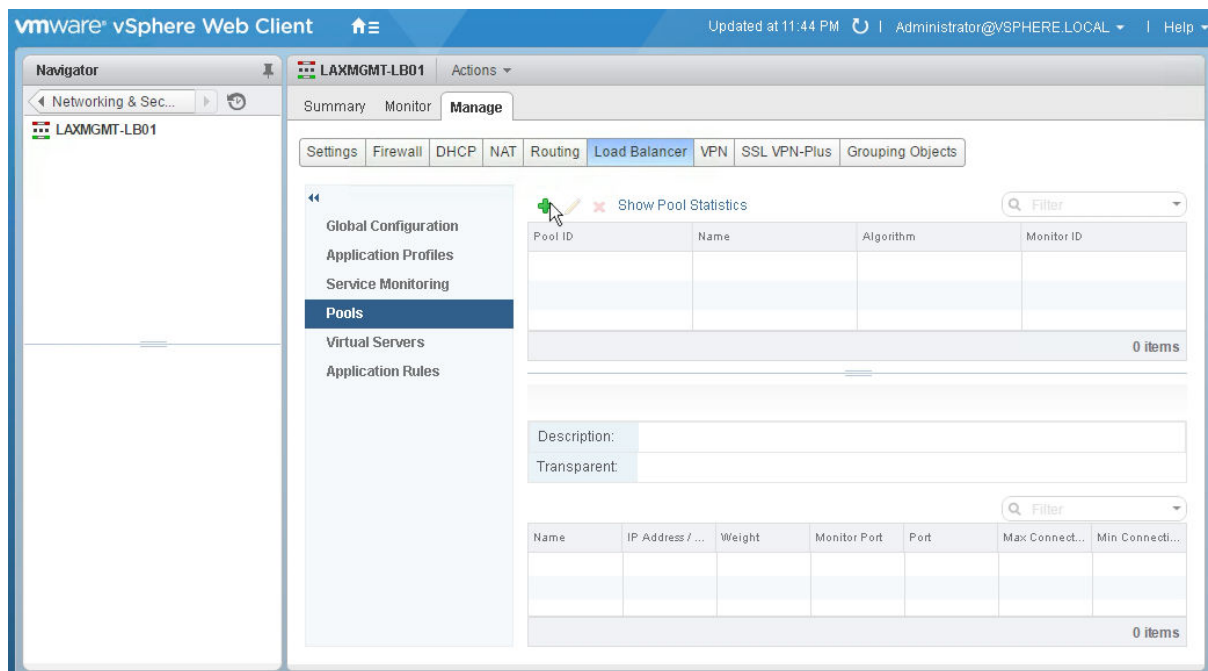 vmware® vSphere Web Client
Updated at 11:44 PM | Administrator@VSPHERE.LOCAL | Help
Navigator
Networking & Sec...
LAXMGMT-LB01
LAXMGMT-LB01 Actions
Summary Monitor Manage
Settings Firewall DHCP NAT Routing Load Balancer VPN SSL VPN-Plus Grouping Objects
Global Configuration
Application Profiles
Service Monitoring
Pools
Virtual Servers
Application Rules
Show Pool Statistics
Filter
Pool ID Name Algorithm Monitor ID
0 items
Description:
Transparent:
Filter
Name IP Address / ... Weight Monitor Port Port Max Connect... Min Connecti...
0 items